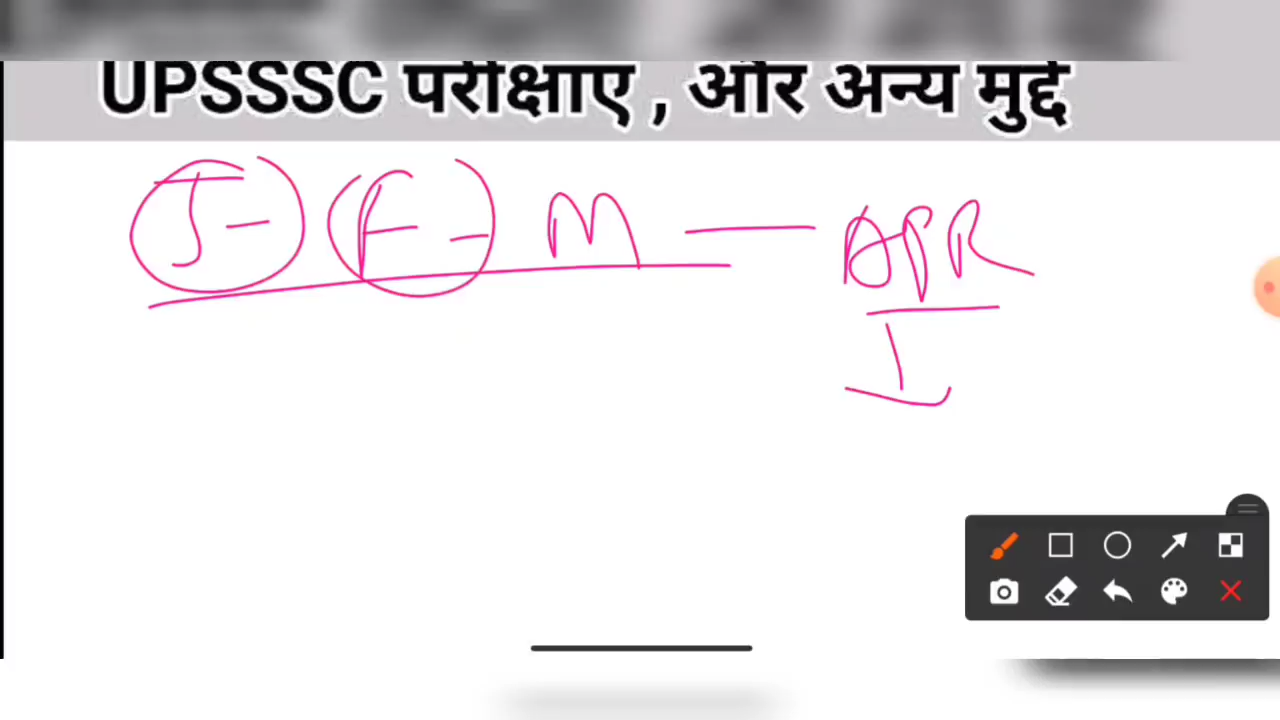 UPSSSC परीक्षाए , और अन्य मुद्दे
J- F- M — APR